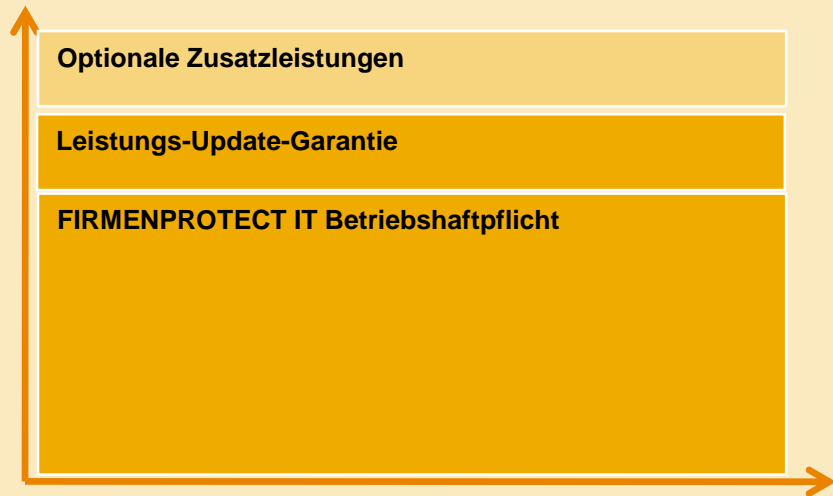 Optionale Zusatzleistungen
Leistungs-Update-Garantie
FIRMENPROTECT IT Betriebshaftpflicht